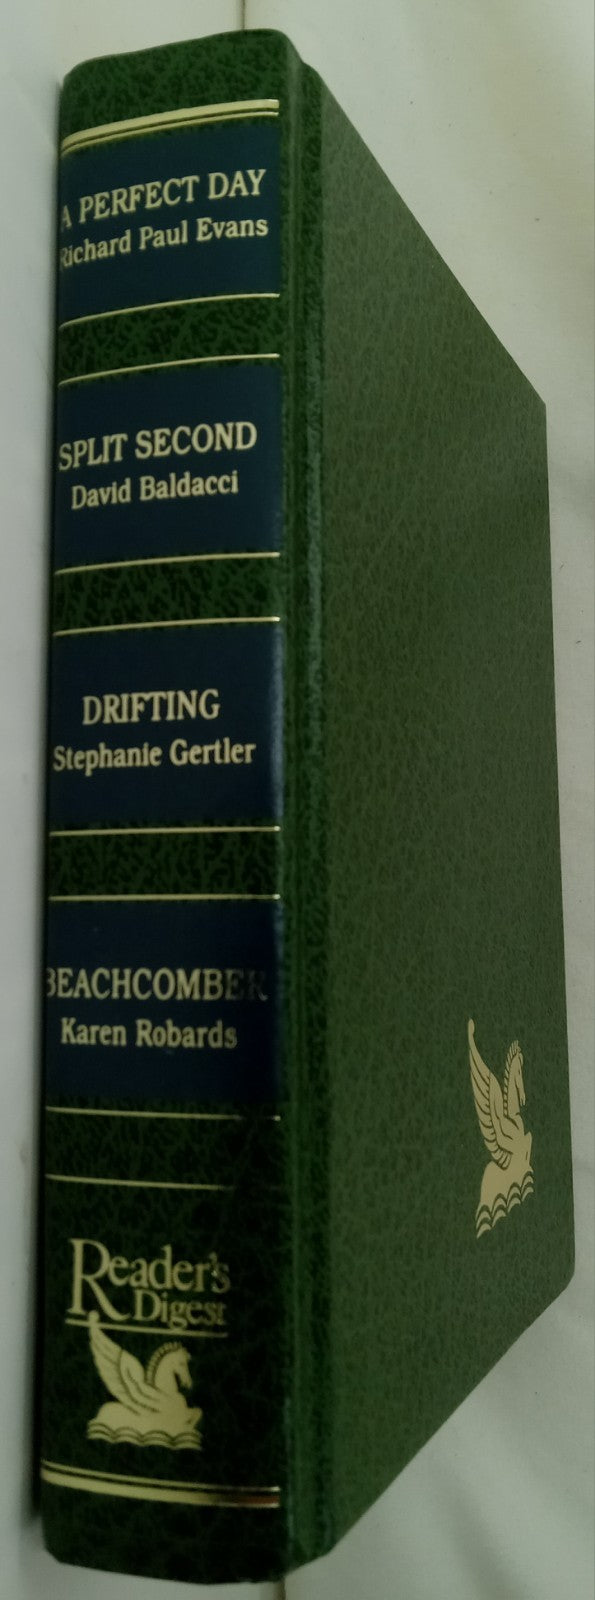 A PERFECT DAY
Richard Paul Evans
SPLIT SECOND
David Baldacci
DRIFTING
Stephanie Gertler
BEACHCOMBER
Karen Robards
Reader's
Digest